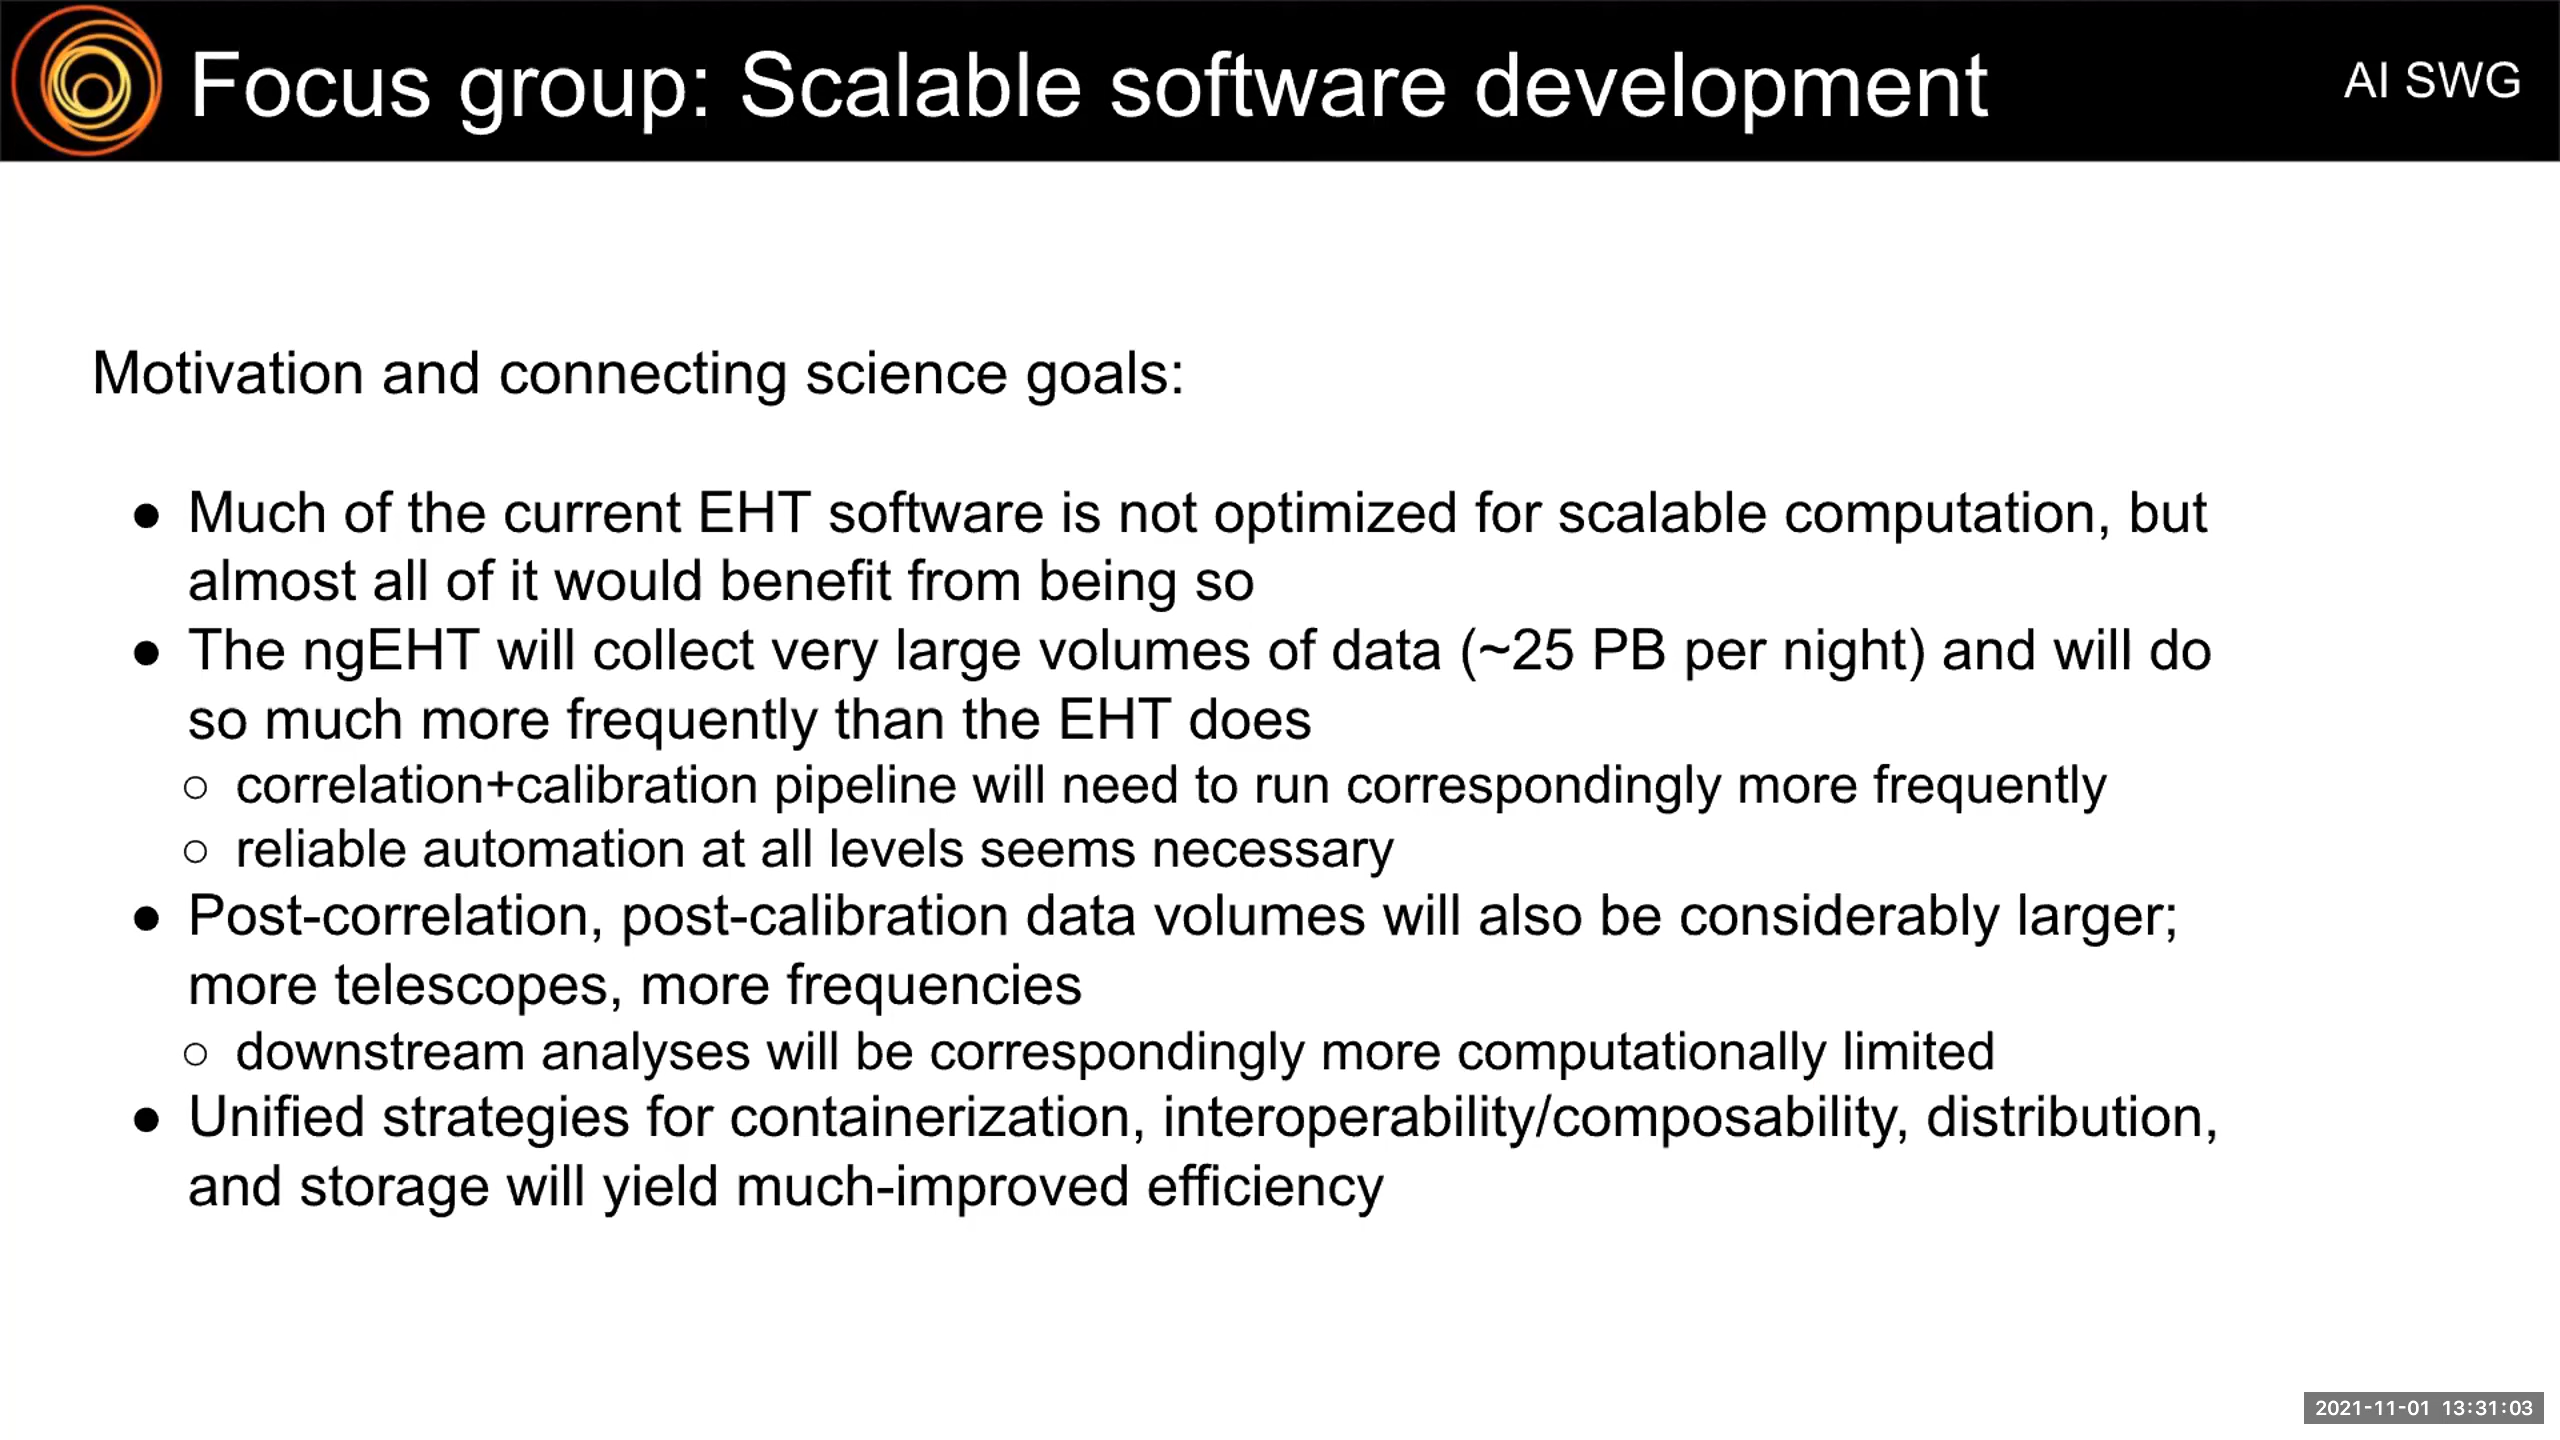 Focus group: Scalable software development
AI SWG
Motivation and connecting science goals:
● Much of the current EHT software is not optimized for scalable computation, but
almost all of it would benefit from being so
● The ngEHT will collect very large volumes of data (~25 PB per night) and will do
so much more frequently than the EHT does
○ correlation+calibration pipeline will need to run correspondingly more frequently
○ reliable automation at all levels seems necessary
● Post-correlation, post-calibration data volumes will also be considerably larger;
more telescopes, more frequencies
○ downstream analyses will be correspondingly more computationally limited
● Unified strategies for containerization, interoperability/composability, distribution,
and storage will yield much-improved efficiency
2021-11-01 13:31:03